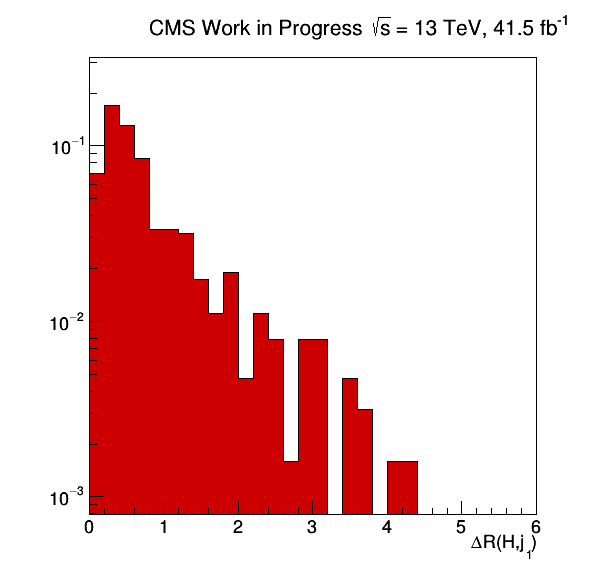 CMS Work in Progress √s = 13 TeV, 41.5 fb⁻¹
10⁻¹
10⁻²
10⁻³
0 1 2 3 4 5 6
ΔR(H,j₁)